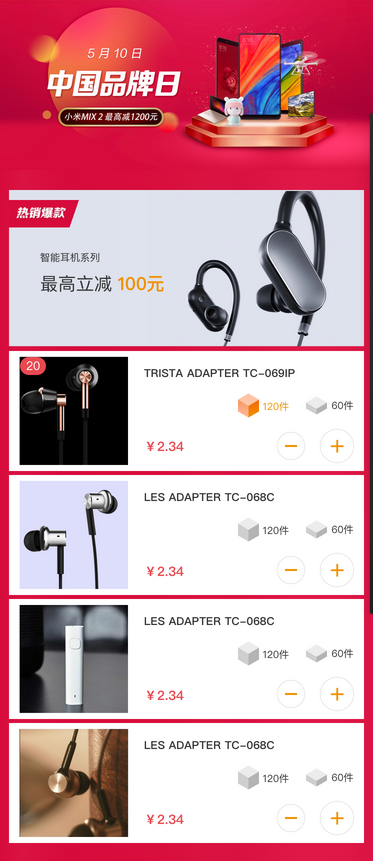 5月10日
中国品牌日
小米MIX 2 最高减1200元
热销爆款
智能耳机系列
最高立减 100元
20
TRISTA ADAPTER TC-069IP
120件 60件
¥2.34
LES ADAPTER TC-068C
120件 60件
¥2.34
LES ADAPTER TC-068C
120件 60件
¥2.34
LES ADAPTER TC-068C
120件 60件
¥2.34